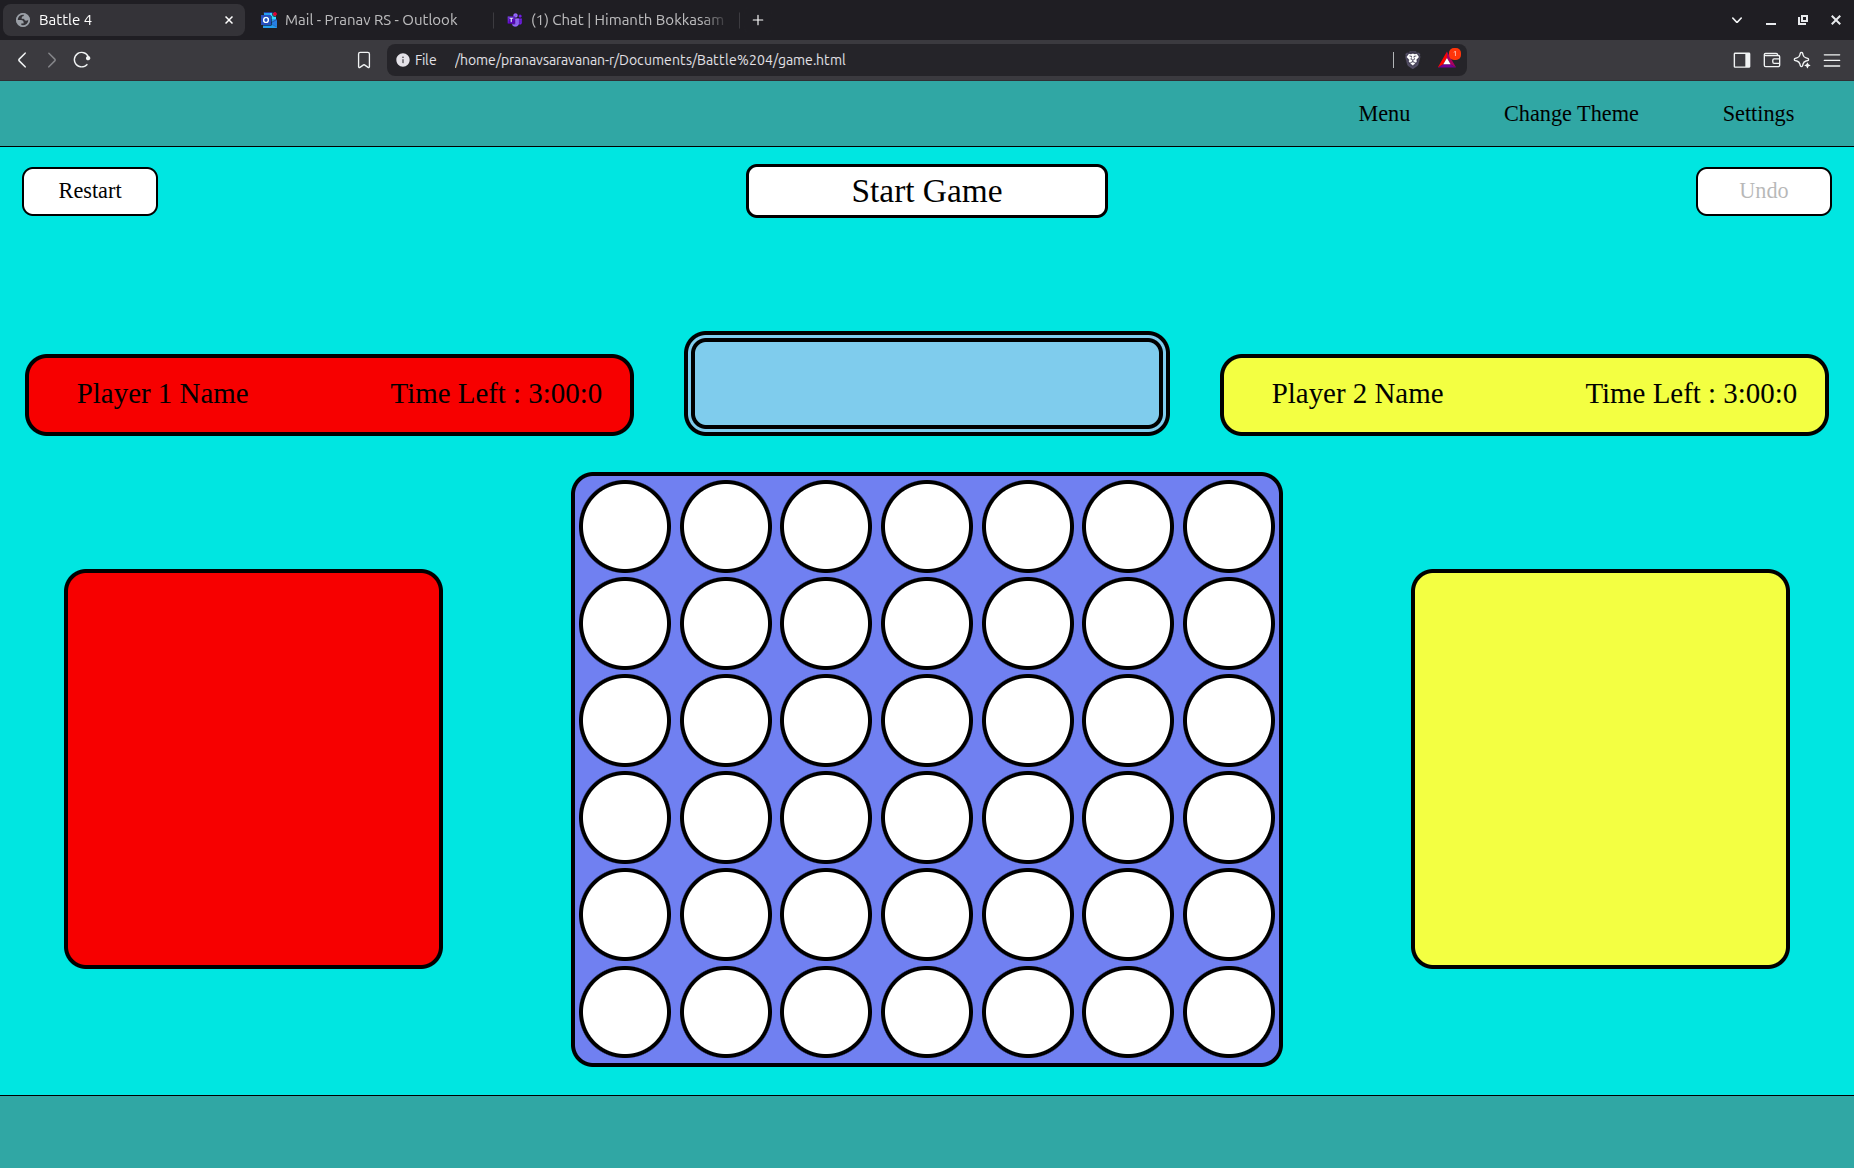 Battle 4
Mail - Pranav RS - Outlook
(1) Chat | Himanth Bokkasam
File /home/pranavsaravanan-r/Documents/Battle%204/game.html
1
Menu Change Theme Settings
Restart Start Game Undo
Player 1 Name Time Left : 3:00:0
Player 2 Name Time Left : 3:00:0